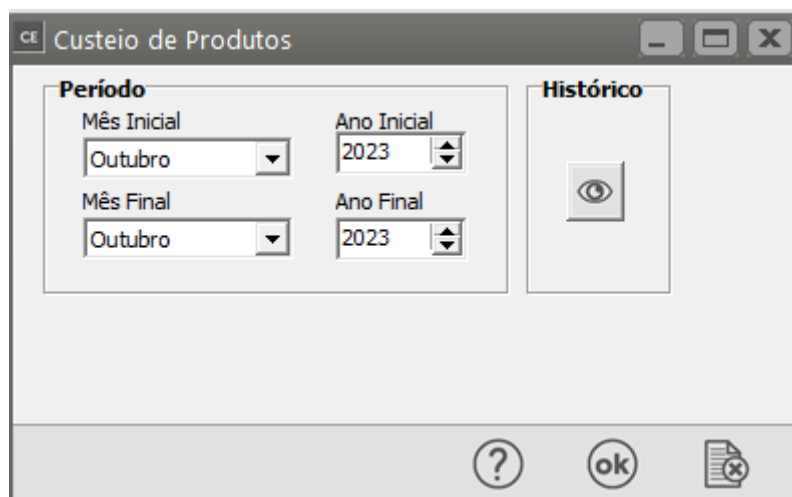 CE Custeio de Produtos
Período
Histórico
Mês Inicial
Ano Inicial
Outubro
2023
Mês Final
Ano Final
Outubro
2023
?
ok